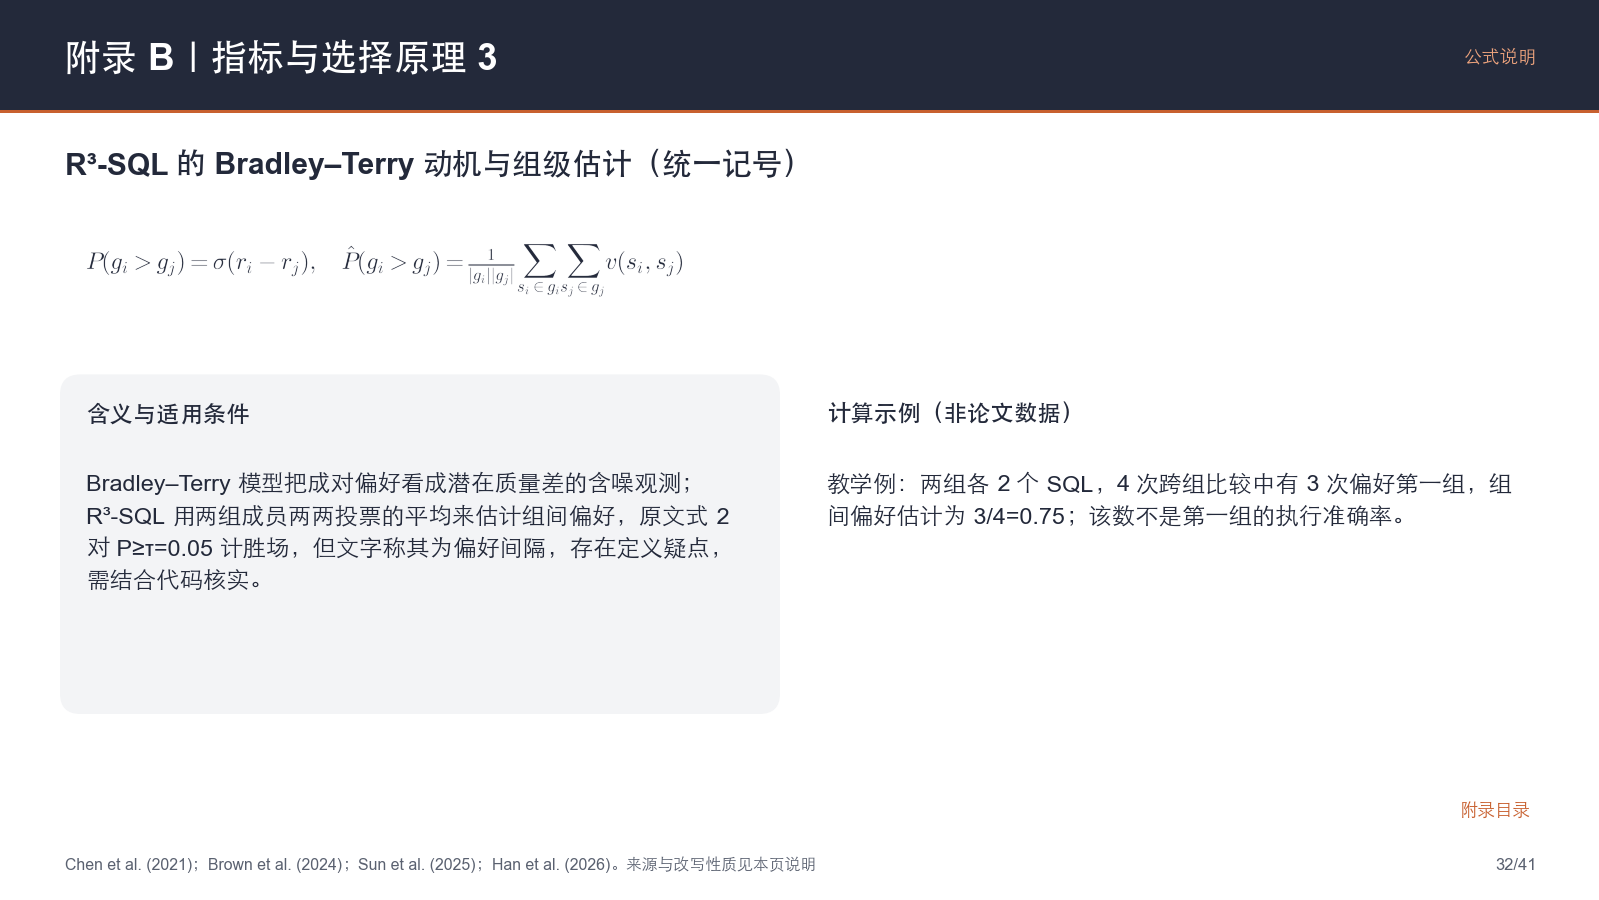 附录 B｜指标与选择原理 3
公式说明
R³-SQL 的 Bradley–Terry 动机与组级估计（统一记号）
P(g_i > g_j) = σ(r_i − r_j),  P̂(g_i > g_j) = \frac{1}{|g_i||g_j|} ∑_{s_i ∈ g_i} ∑_{s_j ∈ g_j} v(s_i, s_j)
含义与适用条件
Bradley–Terry 模型把成对偏好看成潜在质量差的含噪观测；
R³-SQL 用两组成员两两投票的平均来估计组间偏好，原文式 2
对 P≥τ=0.05 计胜场，但文字称其为偏好间隔，存在定义疑点，
需结合代码核实。
计算示例（非论文数据）
教学例：两组各 2 个 SQL，4 次跨组比较中有 3 次偏好第一组，组
间偏好估计为 3/4=0.75；该数不是第一组的执行准确率。
附录目录
Chen et al. (2021)；Brown et al. (2024)；Sun et al. (2025)；Han et al. (2026)。来源与改写性质见本页说明
32/41